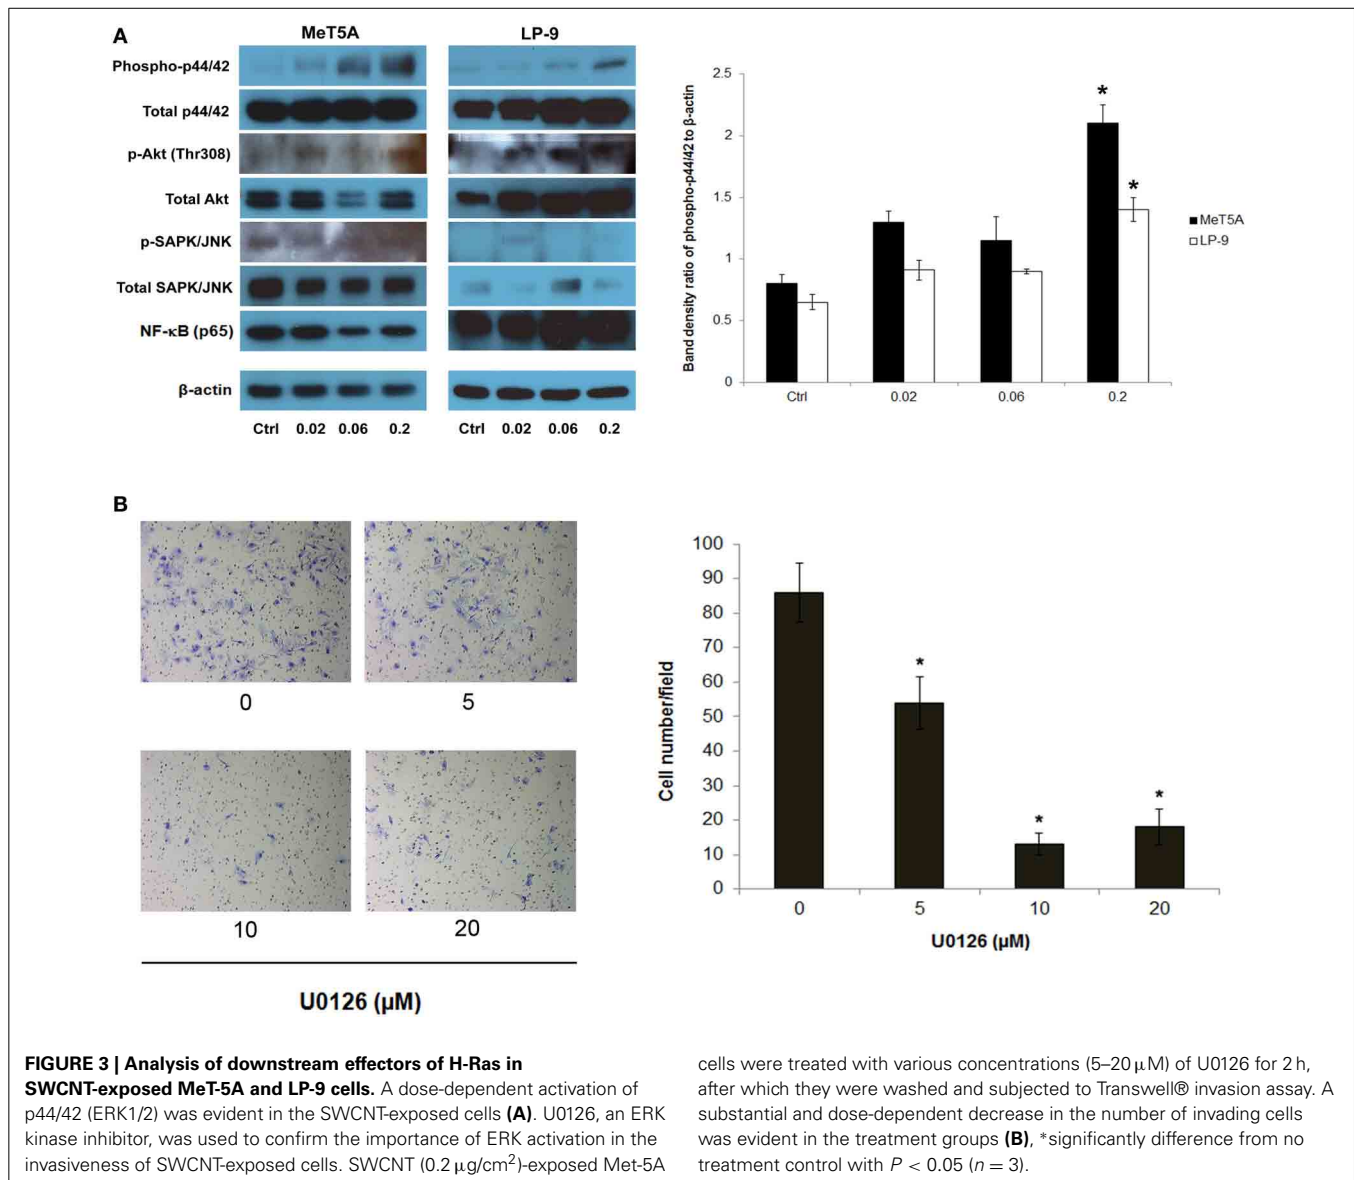 A
MeT5A
LP-9
Phospho-p44/42
Total p44/42
p-Akt (Thr308)
Total Akt
p-SAPK/JNK
Total SAPK/JNK
NF-κB (p65)
β-actin
Ctrl 0.02 0.06 0.2
Ctrl 0.02 0.06 0.2
Band density ratio of phospho-p44/42 to β-actin
2.5
2
1.5
1
0.5
0
*
*
MeT5A
LP-9
Ctrl 0.02 0.06 0.2
B
0 5
10 20
U0126 (µM)
Cell number/field
100
90
80
70
60
50
40
30
20
10
0
*
*
*
0 5 10 20
U0126 (µM)
FIGURE 3 | Analysis of downstream effectors of H-Ras in
SWCNT-exposed MeT-5A and LP-9 cells. A dose-dependent activation of
p44/42 (ERK1/2) was evident in the SWCNT-exposed cells (A). U0126, an ERK
kinase inhibitor, was used to confirm the importance of ERK activation in the
invasiveness of SWCNT-exposed cells. SWCNT (0.2 µg/cm²)-exposed Met-5A
cells were treated with various concentrations (5–20 µM) of U0126 for 2 h,
after which they were washed and subjected to Transwell® invasion assay. A
substantial and dose-dependent decrease in the number of invading cells
was evident in the treatment groups (B), *significantly difference from no
treatment control with P < 0.05 (n = 3).